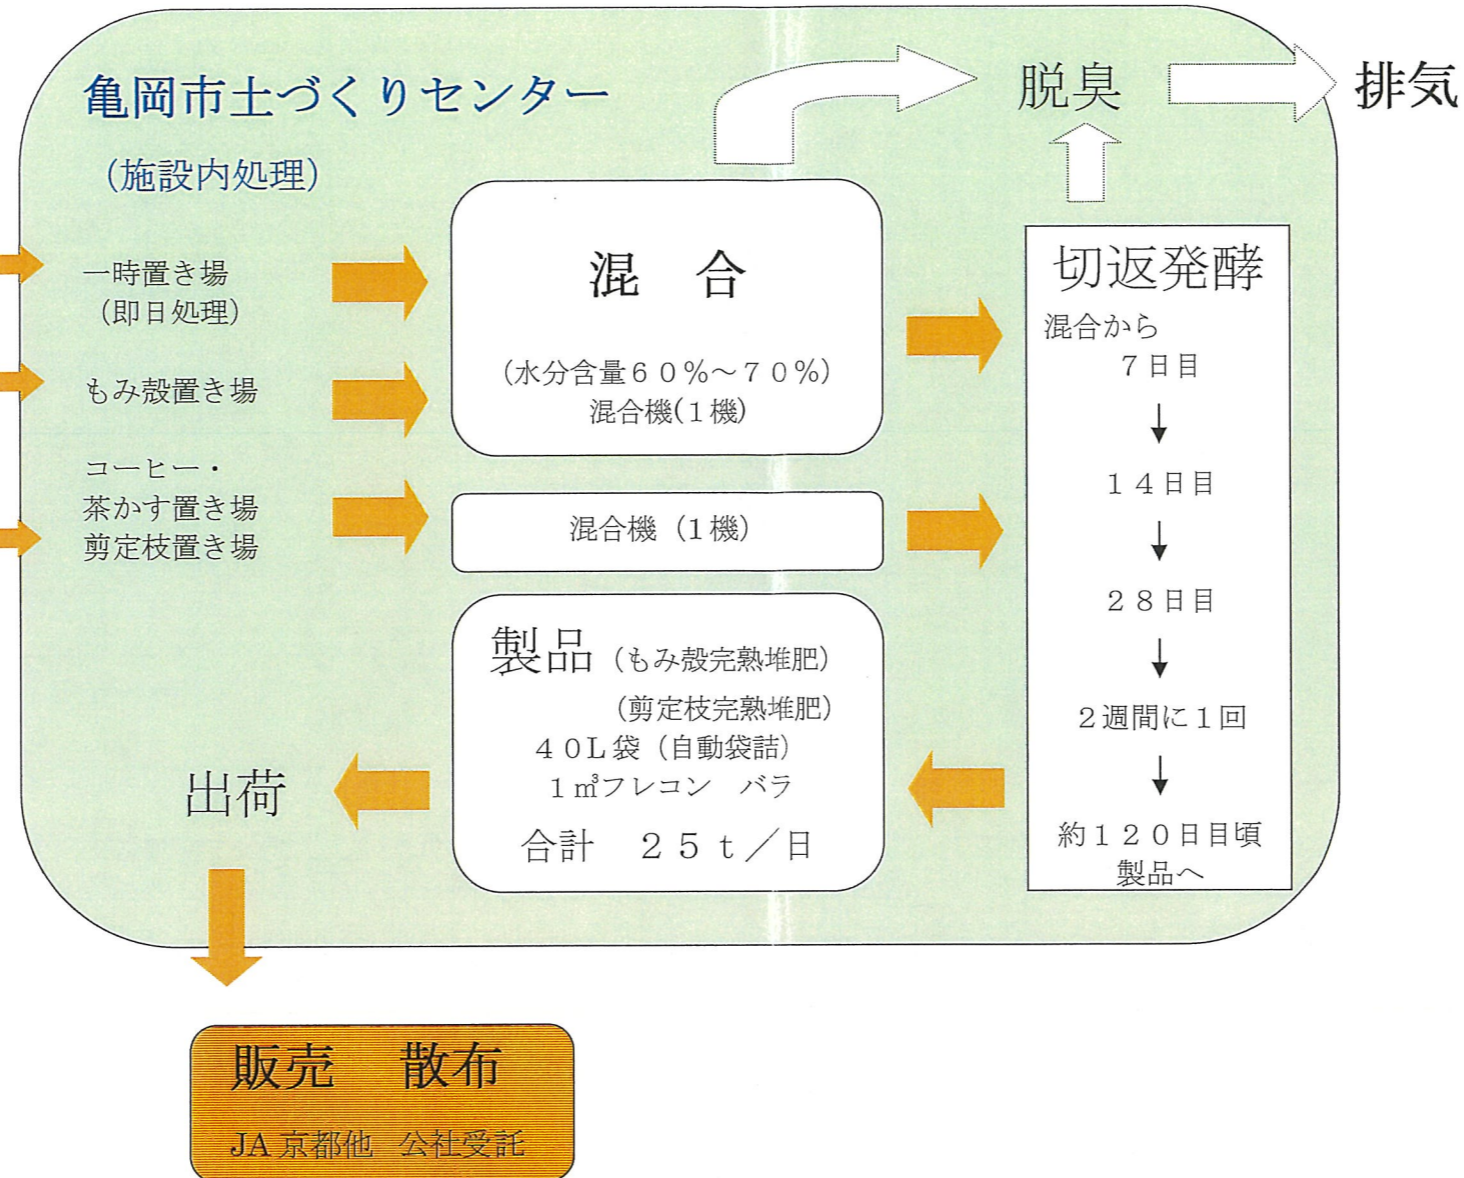 亀岡市土づくりセンター
(施設内処理)
脱臭
排気
一時置き場
(即日処理)
もみ殻置き場
コーヒー・
茶かす置き場
剪定枝置き場
混　合
(水分含量６０％～７０％)
混合機(１機)
混合機（１機）
切返発酵
混合から
７日目
↓
１４日目
↓
２８日目
↓
２週間に１回
↓
約１２０日目頃
製品へ
製品（もみ殻完熟堆肥）
（剪定枝完熟堆肥）
４０L袋（自動袋詰）
１㎥フレコン　バラ
合計　２５ｔ／日
出荷
販売　散布
JA 京都他　公社受託